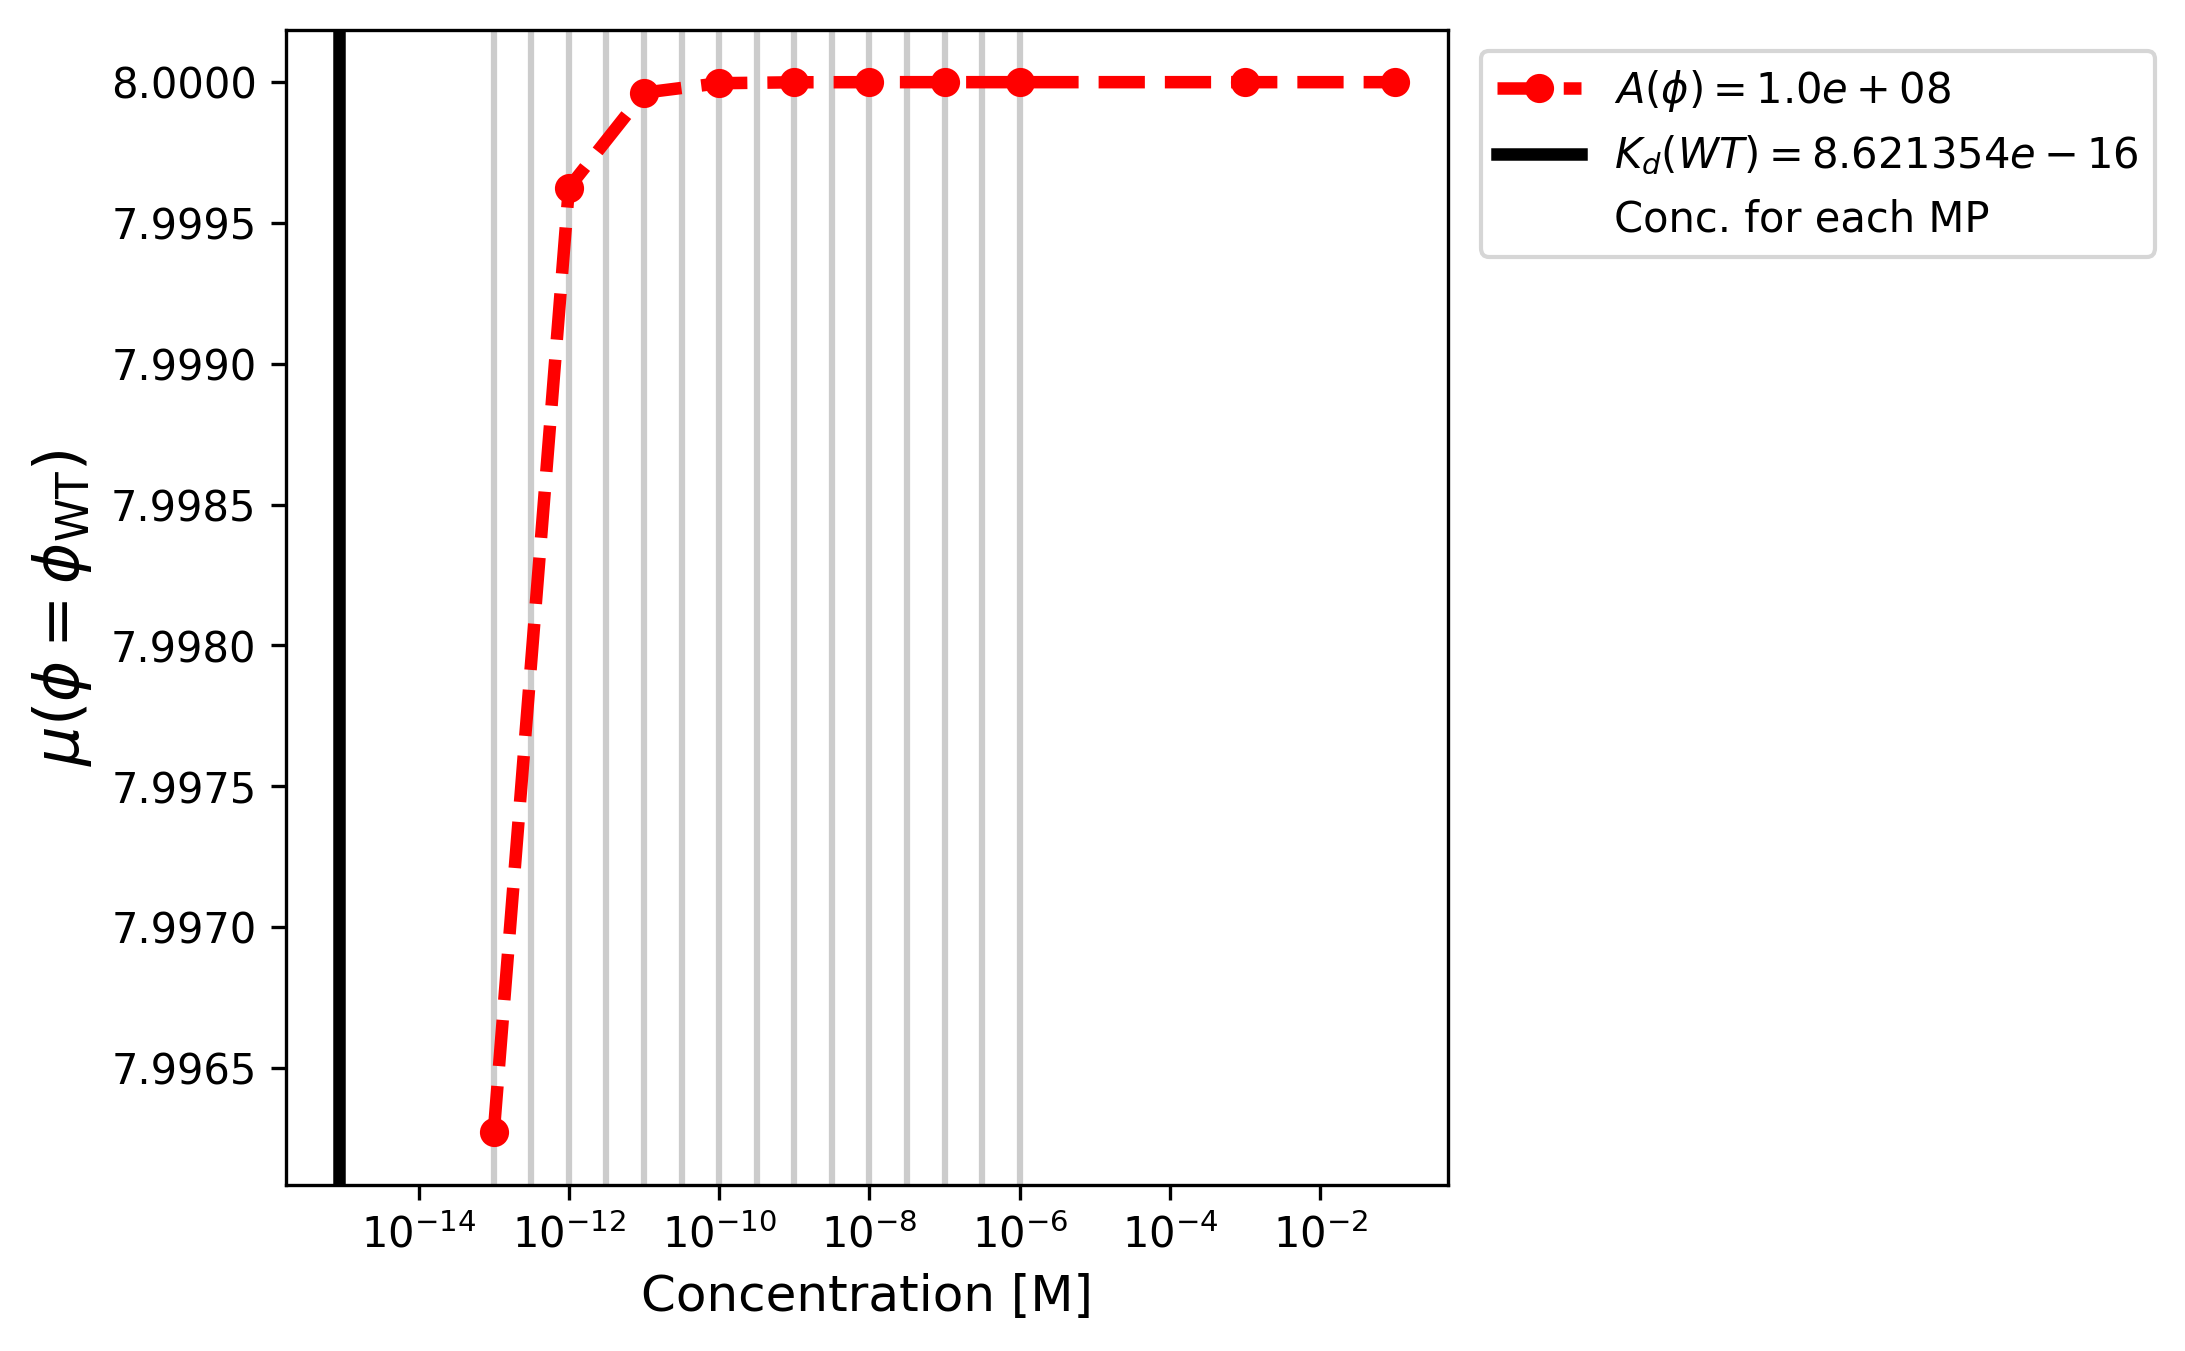 8.0000
7.9995
7.9990
7.9985
7.9980
7.9975
7.9970
7.9965
μ(ϕ = ϕ_WT)
10⁻¹⁴ 10⁻¹² 10⁻¹⁰ 10⁻⁸ 10⁻⁶ 10⁻⁴ 10⁻²
Concentration [M]
A(ϕ) = 1.0e + 08
K_d(WT) = 8.621354e − 16
Conc. for each MP